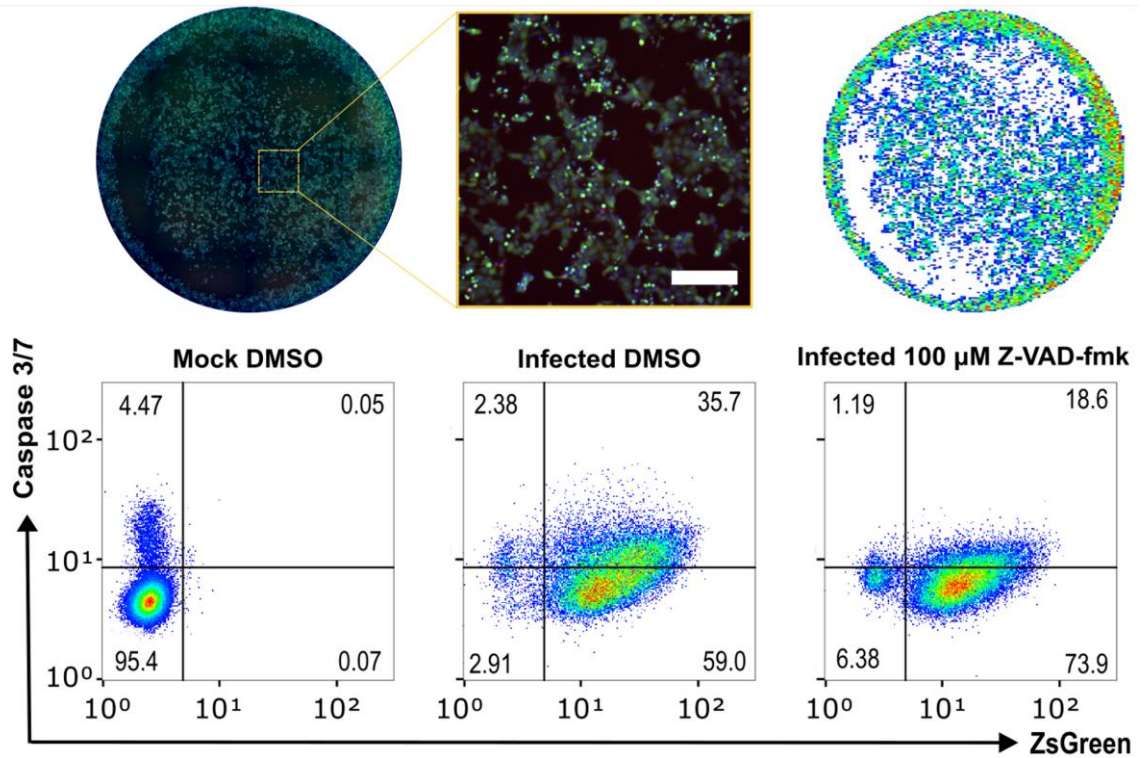 Mock DMSO
Infected DMSO
Infected 100 µM Z-VAD-fmk
Caspase 3/7
4.47 0.05
2.38 35.7
1.19 18.6
10²
10¹
10⁰
95.4 0.07
2.91 59.0
6.38 73.9
10⁰ 10¹ 10²
10⁰ 10¹ 10²
10⁰ 10¹ 10²
ZsGreen